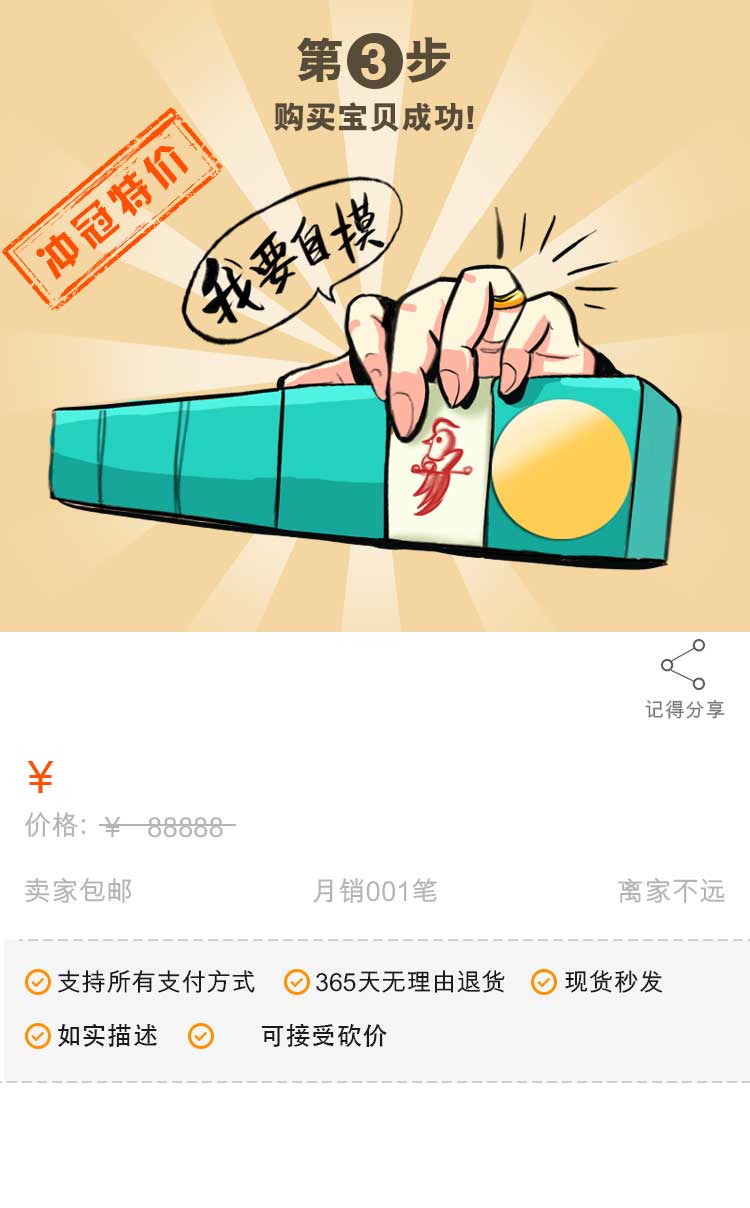 第3步
购买宝贝成功!
冲冠特价
我要自摸
记得分享
¥
价格: ¥ 88888
卖家包邮 月销001笔 离家不远
支持所有支付方式 365天无理由退货 现货秒发
如实描述 可接受砍价